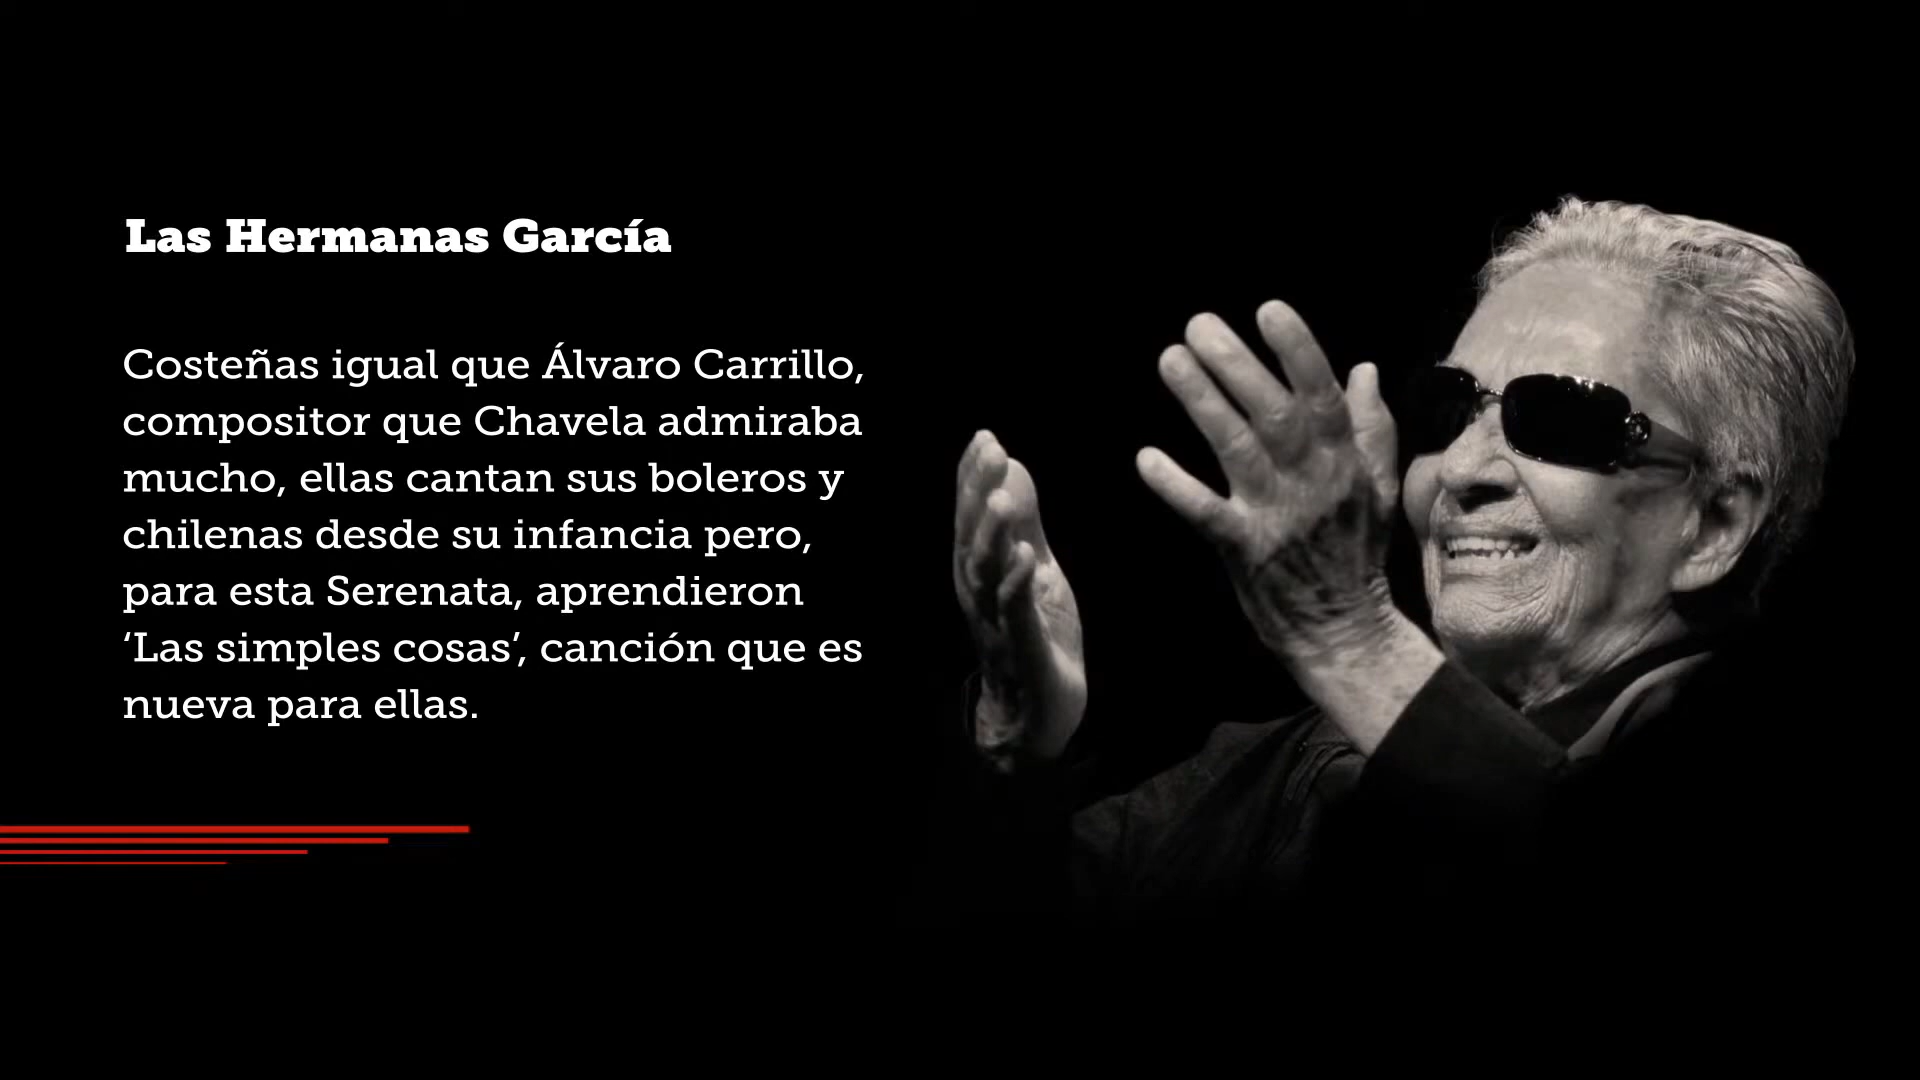 Las Hermanas García
Costeñas igual que Álvaro Carrillo,
compositor que Chavela admiraba
mucho, ellas cantan sus boleros y
chilenas desde su infancia pero,
para esta Serenata, aprendieron
‘Las simples cosas’, canción que es
nueva para ellas.